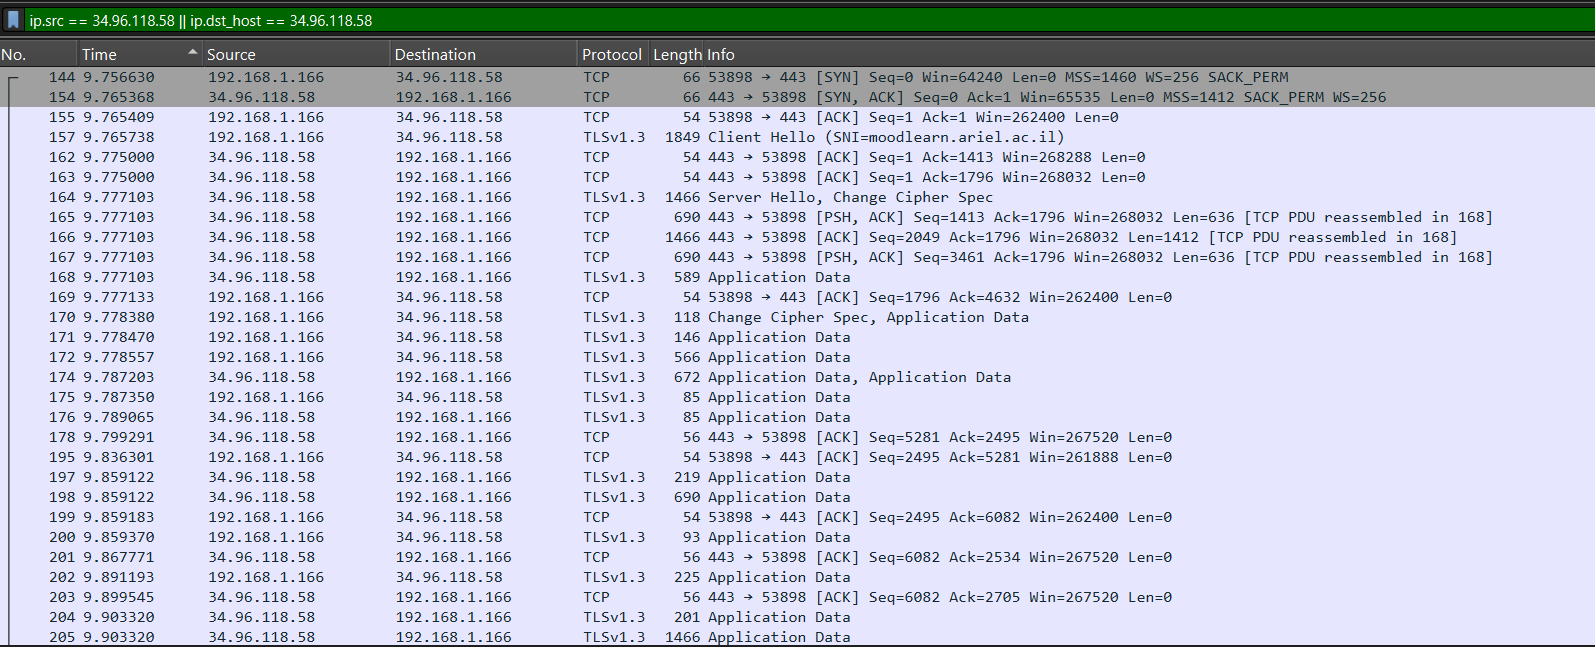 ip.src == 34.96.118.58 || ip.dst_host == 34.96.118.58
No. Time Source Destination Protocol Length Info
144 9.756630 192.168.1.166 34.96.118.58 TCP 66 53898 → 443 [SYN] Seq=0 Win=64240 Len=0 MSS=1460 WS=256 SACK_PERM
154 9.765368 34.96.118.58 192.168.1.166 TCP 66 443 → 53898 [SYN, ACK] Seq=0 Ack=1 Win=65535 Len=0 MSS=1412 SACK_PERM WS=256
155 9.765409 192.168.1.166 34.96.118.58 TCP 54 53898 → 443 [ACK] Seq=1 Ack=1 Win=262400 Len=0
157 9.765738 192.168.1.166 34.96.118.58 TLSv1.3 1849 Client Hello (SNI=moodlearn.ariel.ac.il)
162 9.775000 34.96.118.58 192.168.1.166 TCP 54 443 → 53898 [ACK] Seq=1 Ack=1413 Win=268288 Len=0
163 9.775000 34.96.118.58 192.168.1.166 TCP 54 443 → 53898 [ACK] Seq=1 Ack=1796 Win=268032 Len=0
164 9.777103 34.96.118.58 192.168.1.166 TLSv1.3 1466 Server Hello, Change Cipher Spec
165 9.777103 34.96.118.58 192.168.1.166 TCP 690 443 → 53898 [PSH, ACK] Seq=1413 Ack=1796 Win=268032 Len=636 [TCP PDU reassembled in 168]
166 9.777103 34.96.118.58 192.168.1.166 TCP 1466 443 → 53898 [ACK] Seq=2049 Ack=1796 Win=268032 Len=1412 [TCP PDU reassembled in 168]
167 9.777103 34.96.118.58 192.168.1.166 TCP 690 443 → 53898 [PSH, ACK] Seq=3461 Ack=1796 Win=268032 Len=636 [TCP PDU reassembled in 168]
168 9.777103 34.96.118.58 192.168.1.166 TLSv1.3 589 Application Data
169 9.777133 192.168.1.166 34.96.118.58 TCP 54 53898 → 443 [ACK] Seq=1796 Ack=4632 Win=262400 Len=0
170 9.778380 192.168.1.166 34.96.118.58 TLSv1.3 118 Change Cipher Spec, Application Data
171 9.778470 192.168.1.166 34.96.118.58 TLSv1.3 146 Application Data
172 9.778557 192.168.1.166 34.96.118.58 TLSv1.3 566 Application Data
174 9.787203 34.96.118.58 192.168.1.166 TLSv1.3 672 Application Data, Application Data
175 9.787350 192.168.1.166 34.96.118.58 TLSv1.3 85 Application Data
176 9.789065 34.96.118.58 192.168.1.166 TLSv1.3 85 Application Data
178 9.799291 34.96.118.58 192.168.1.166 TCP 56 443 → 53898 [ACK] Seq=5281 Ack=2495 Win=267520 Len=0
195 9.836301 192.168.1.166 34.96.118.58 TCP 54 53898 → 443 [ACK] Seq=2495 Ack=5281 Win=261888 Len=0
197 9.859122 34.96.118.58 192.168.1.166 TLSv1.3 219 Application Data
198 9.859122 34.96.118.58 192.168.1.166 TLSv1.3 690 Application Data
199 9.859183 192.168.1.166 34.96.118.58 TCP 54 53898 → 443 [ACK] Seq=2495 Ack=6082 Win=262400 Len=0
200 9.859370 192.168.1.166 34.96.118.58 TLSv1.3 93 Application Data
201 9.867771 34.96.118.58 192.168.1.166 TCP 56 443 → 53898 [ACK] Seq=6082 Ack=2534 Win=267520 Len=0
202 9.891193 192.168.1.166 34.96.118.58 TLSv1.3 225 Application Data
203 9.899545 34.96.118.58 192.168.1.166 TCP 56 443 → 53898 [ACK] Seq=6082 Ack=2705 Win=267520 Len=0
204 9.903320 34.96.118.58 192.168.1.166 TLSv1.3 201 Application Data
205 9.903320 34.96.118.58 192.168.1.166 TLSv1.3 1466 Application Data